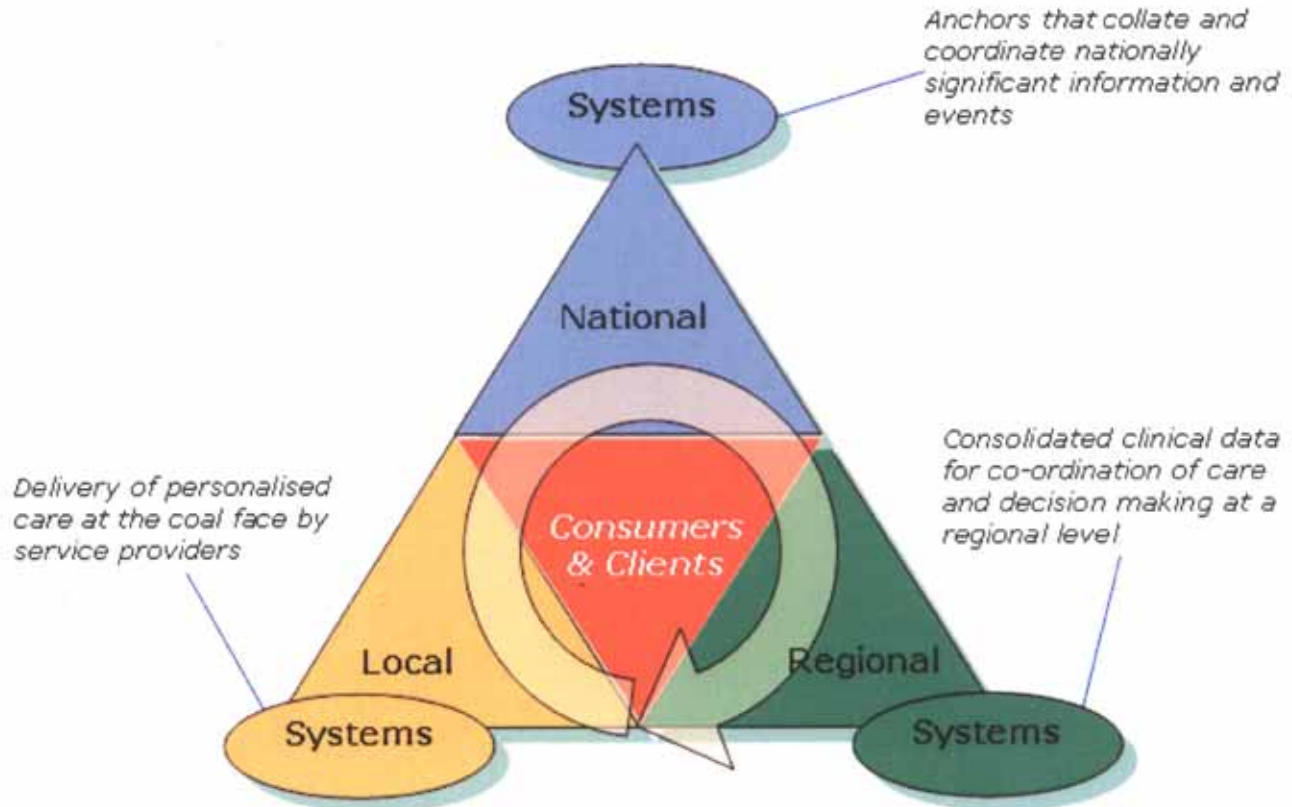 Anchors that collate and
coordinate nationally
significant information and
events
Systems
National
Consumers
& Clients
Delivery of personalised
care at the coal face by
service providers
Consolidated clinical data
for co-ordination of care
and decision making at a
regional level
Local
Regional
Systems
Systems